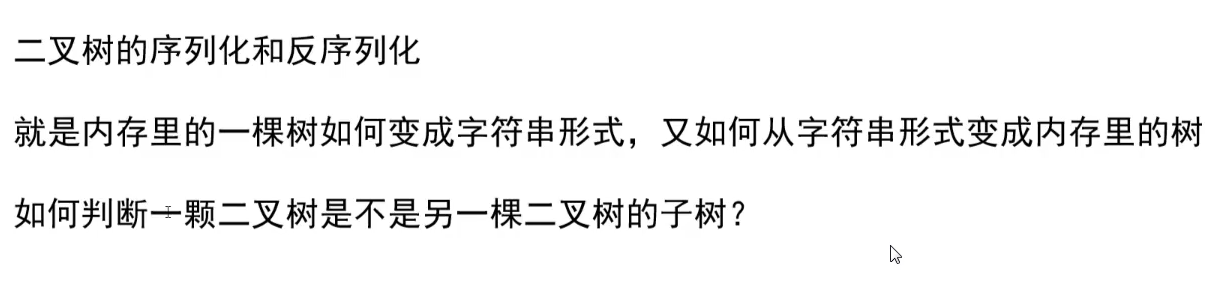 二叉树的序列化和反序列化
就是内存里的一棵树如何变成字符串形式，又如何从字符串形式变成内存里的树
如何判断一颗二叉树是不是另一棵二叉树的子树？